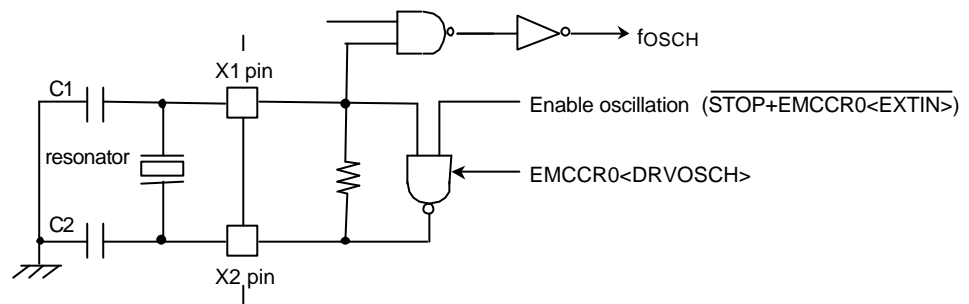 fOSCH
X1 pin
C1
Enable oscillation (STOP+EMCCR0<EXTIN>)
resonator
EMCCR0<DRVOSCH>
C2
X2 pin